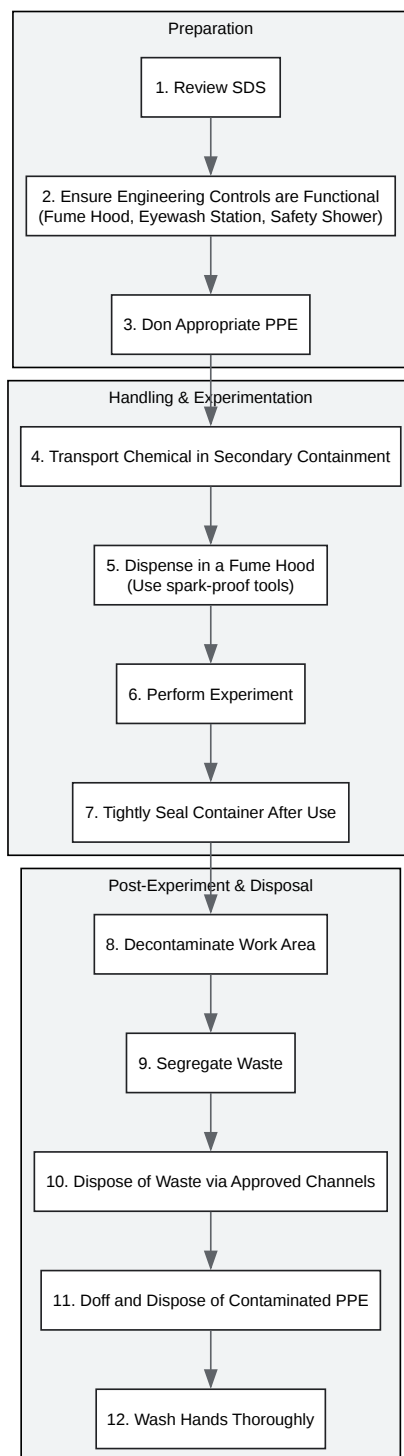 Preparation
1. Review SDS
2. Ensure Engineering Controls are Functional
(Fume Hood, Eyewash Station, Safety Shower)
3. Don Appropriate PPE
Handling & Experimentation
4. Transport Chemical in Secondary Containment
5. Dispense in a Fume Hood
(Use spark-proof tools)
6. Perform Experiment
7. Tightly Seal Container After Use
Post-Experiment & Disposal
8. Decontaminate Work Area
9. Segregate Waste
10. Dispose of Waste via Approved Channels
11. Doff and Dispose of Contaminated PPE
12. Wash Hands Thoroughly